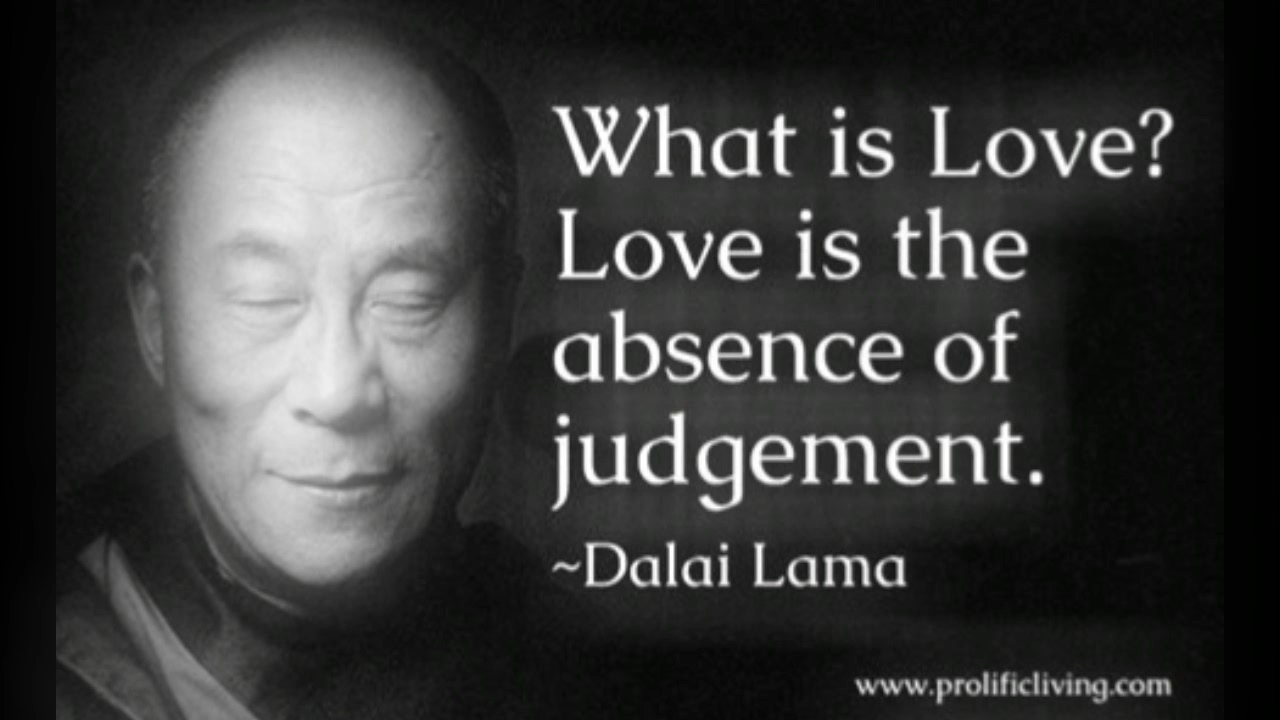 What is Love?
Love is the
absence of
judgement.
~Dalai Lama
www.prolificliving.com